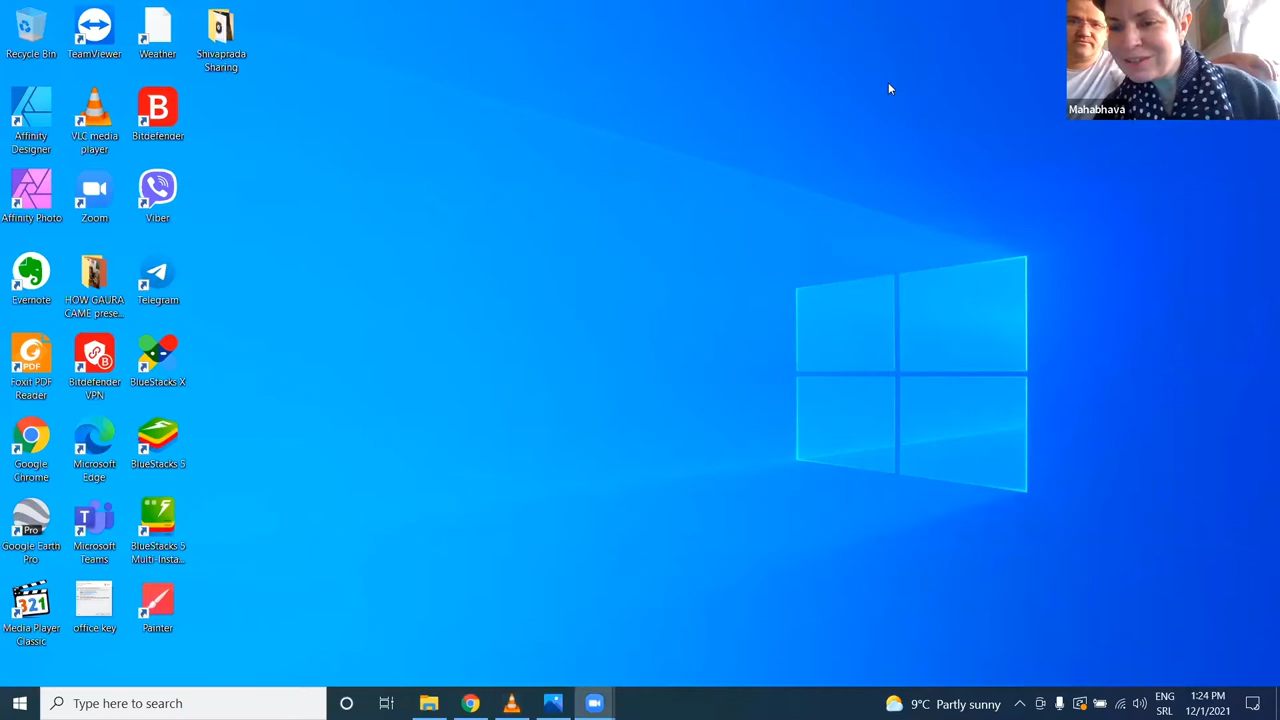 Recycle Bin
TeamViewer
Weather
Shivaprada
Sharing
Affinity
Designer
VLC media
player
Bitdefender
Affinity Photo
Zoom
Viber
Evernote
HOW GAURA
CAME prese...
Telegram
PDF
Foxit PDF
Reader
Bitdefender
VPN
BlueStacks X
Google
Chrome
Microsoft
Edge
BlueStacks 5
Pro
Google Earth
Pro
Microsoft
Teams
BlueStacks 5
Multi-Insta...
321
Media Player
Classic
office key
Painter
Mahabhava
Type here to search
9°C Partly sunny
ENG
SRL
1:24 PM
12/1/2021